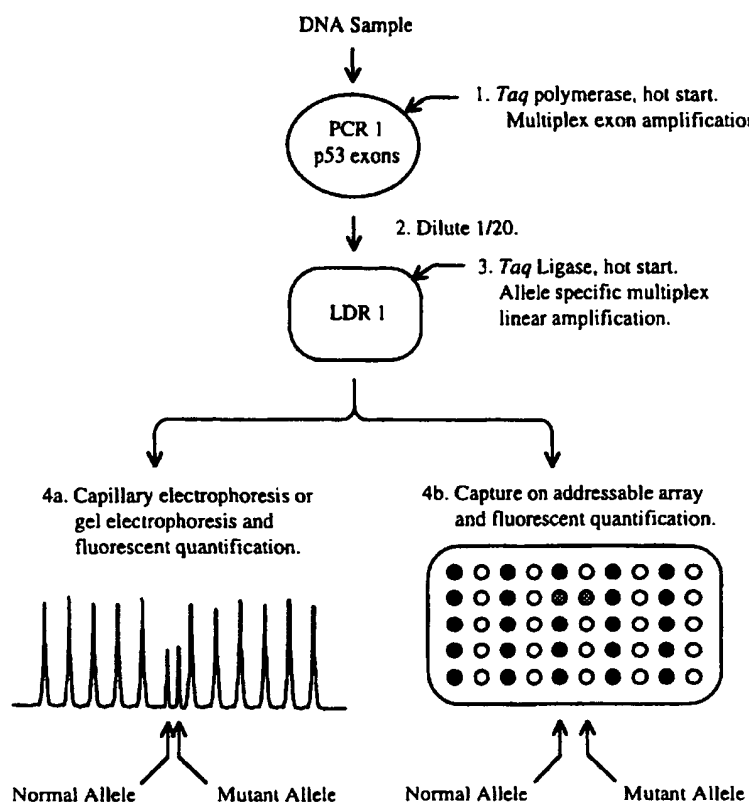 DNA Sample
1. Taq polymerase, hot start.
Multiplex exon amplification
PCR 1
p53 exons
2. Dilute 1/20.
3. Taq Ligase, hot start.
Allele specific multiplex
linear amplification.
LDR 1
4a. Capillary electrophoresis or
gel electrophoresis and
fluorescent quantification.
4b. Capture on addressable array
and fluorescent quantification.
Normal Allele
Mutant Allele
Normal Allele
Mutant Allele